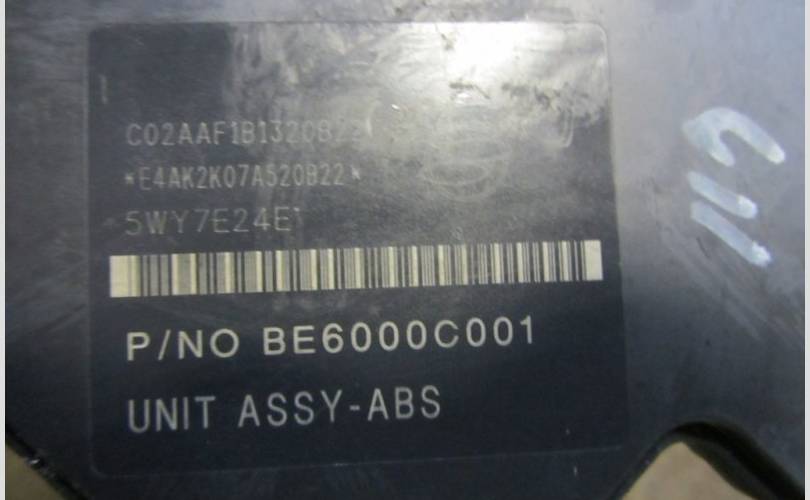 C02AAF1B1320B22
*E4AK2K07A520B22*
5WY7E24E
P/NO BE6000C001
UNIT ASSY-ABS